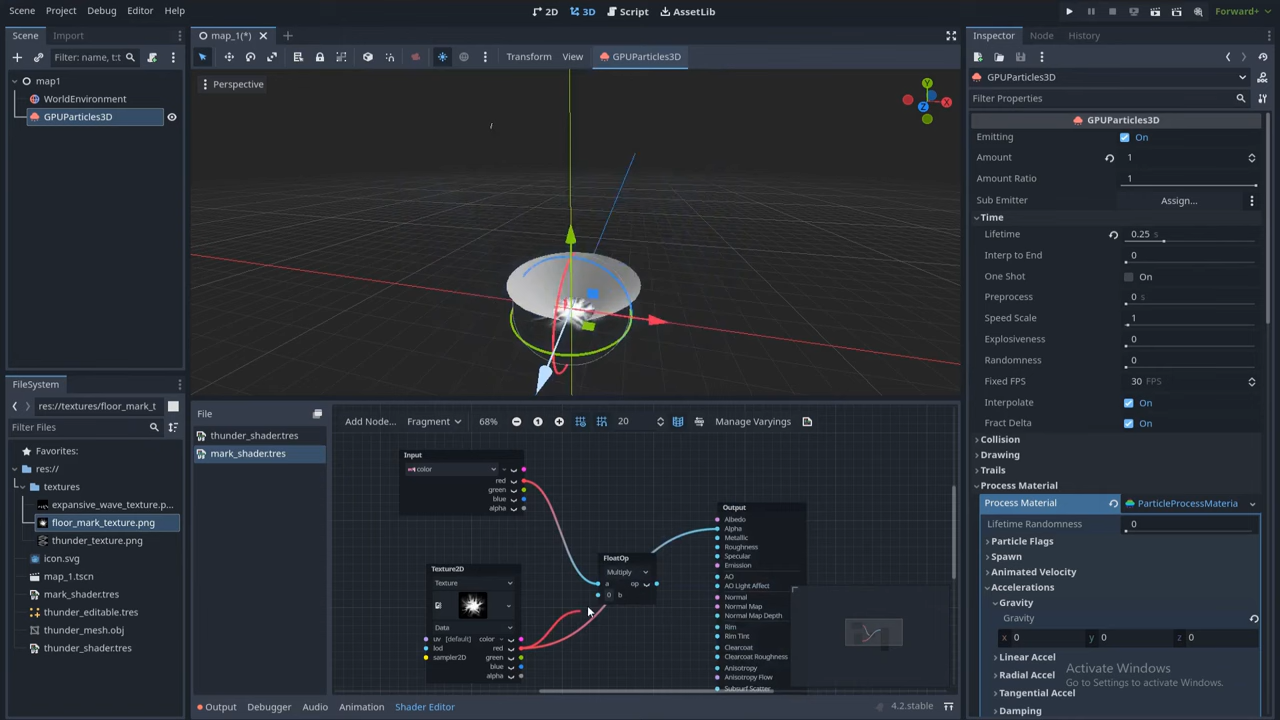 Scene Project Debug Editor Help
2D 3D Script AssetLib
Forward+
Scene Import
map_1(*)
Inspector Node History
Filter: name, t:t
Transform View GPUParticles3D
map1
WorldEnvironment
GPUParticles3D
Perspective
Y
X
Z
GPUParticles3D
Filter Properties
GPUParticles3D
Emitting On
Amount 1
Amount Ratio 1
Sub Emitter Assign...
Time
Lifetime 0.25 s
Interp to End 0
One Shot On
Preprocess 0 s
Speed Scale 1
Explosiveness 0
Randomness 0
Fixed FPS 30 FPS
Interpolate On
Fract Delta On
Collision
Drawing
Trails
Process Material
Process Material ParticleProcessMateria
Lifetime Randomness 0
Particle Flags
Spawn
Animated Velocity
Accelerations
Gravity
Gravity
x 0 y 0 z 0
Linear Accel
Radial Accel
Tangential Accel
Damping
Activate Windows
Go to Settings to activate Windows.
FileSystem
res://textures/floor_mark_t
Filter Files
Favorites:
res://
textures
expansive_wave_texture.p...
floor_mark_texture.png
thunder_texture.png
icon.svg
map_1.tscn
mark_shader.tres
thunder_editable.tres
thunder_mesh.obj
thunder_shader.tres
File
thunder_shader.tres
mark_shader.tres
Add Node... Fragment 68% 20 Manage Varyings
Input
color
red
green
blue
alpha
Texture2D
Texture
Data
uv [default] color
lod red
sampler2D green
blue
alpha
FloatOp
Multiply
a op
0 b
Output
Albedo
Alpha
Metallic
Roughness
Specular
Emission
AO
AO Light Affect
Normal
Normal Map
Normal Map Depth
Rim
Rim Tint
Clearcoat
Clearcoat Roughness
Anisotropy
Anisotropy Flow
Subsurf Scatter
Output Debugger Audio Animation Shader Editor
4.2.stable